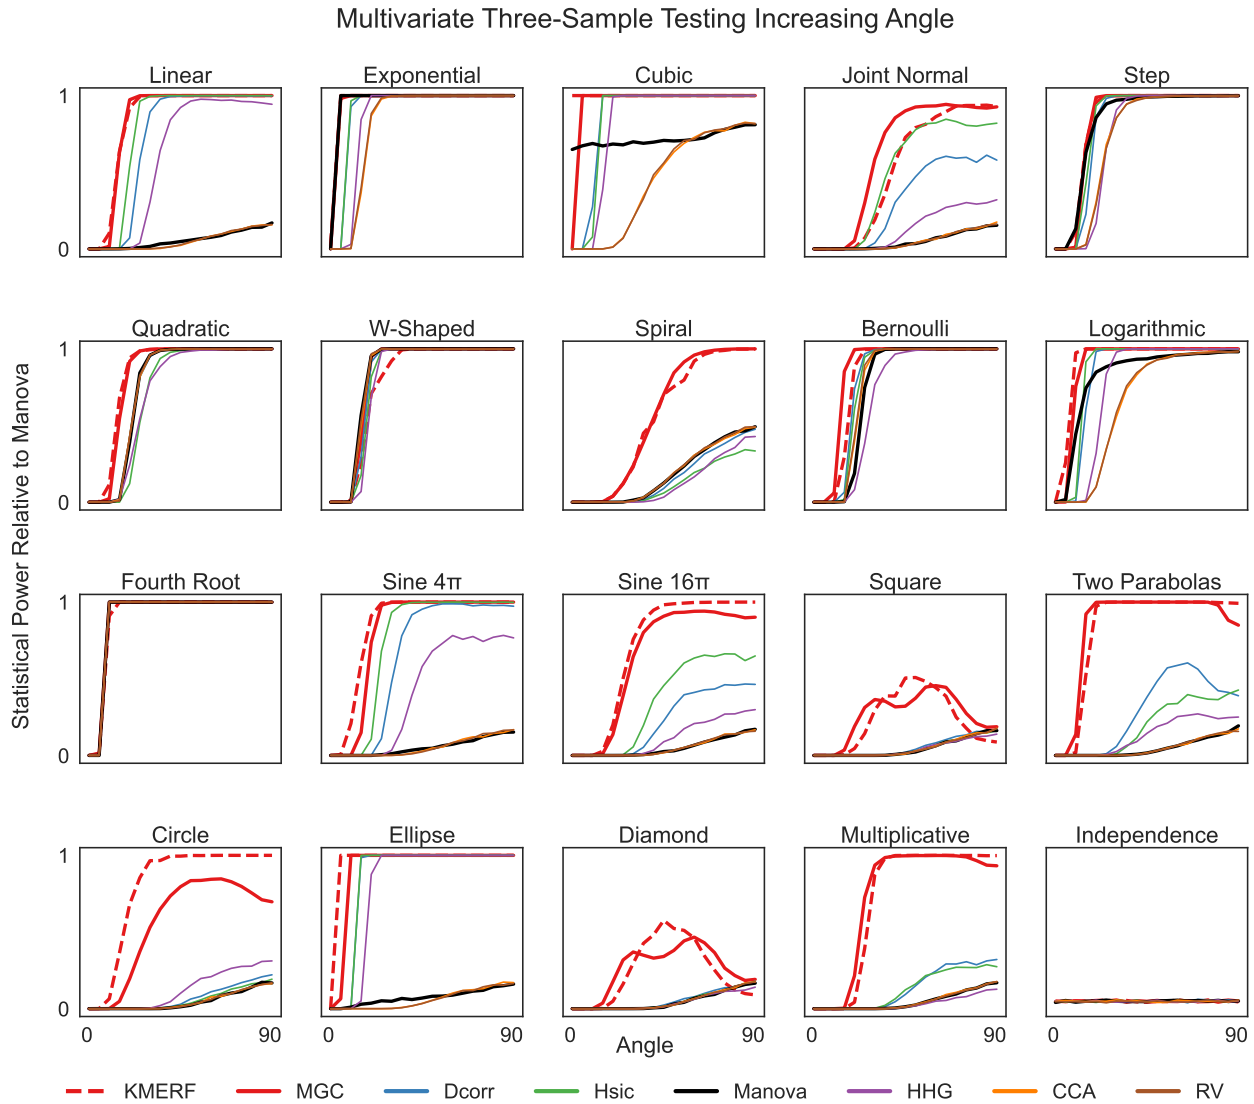 Multivariate Three-Sample Testing Increasing Angle
Linear Exponential Cubic Joint Normal Step
1
0
Quadratic W-Shaped Spiral Bernoulli Logarithmic
1
0
Statistical Power Relative to Manova
Fourth Root Sine 4π Sine 16π Square Two Parabolas
1
0
Circle Ellipse Diamond Multiplicative Independence
1
0
0 90 0 90 0 90 0 90 0 90
Angle
KMERF MGC Dcorr Hsic Manova HHG CCA RV